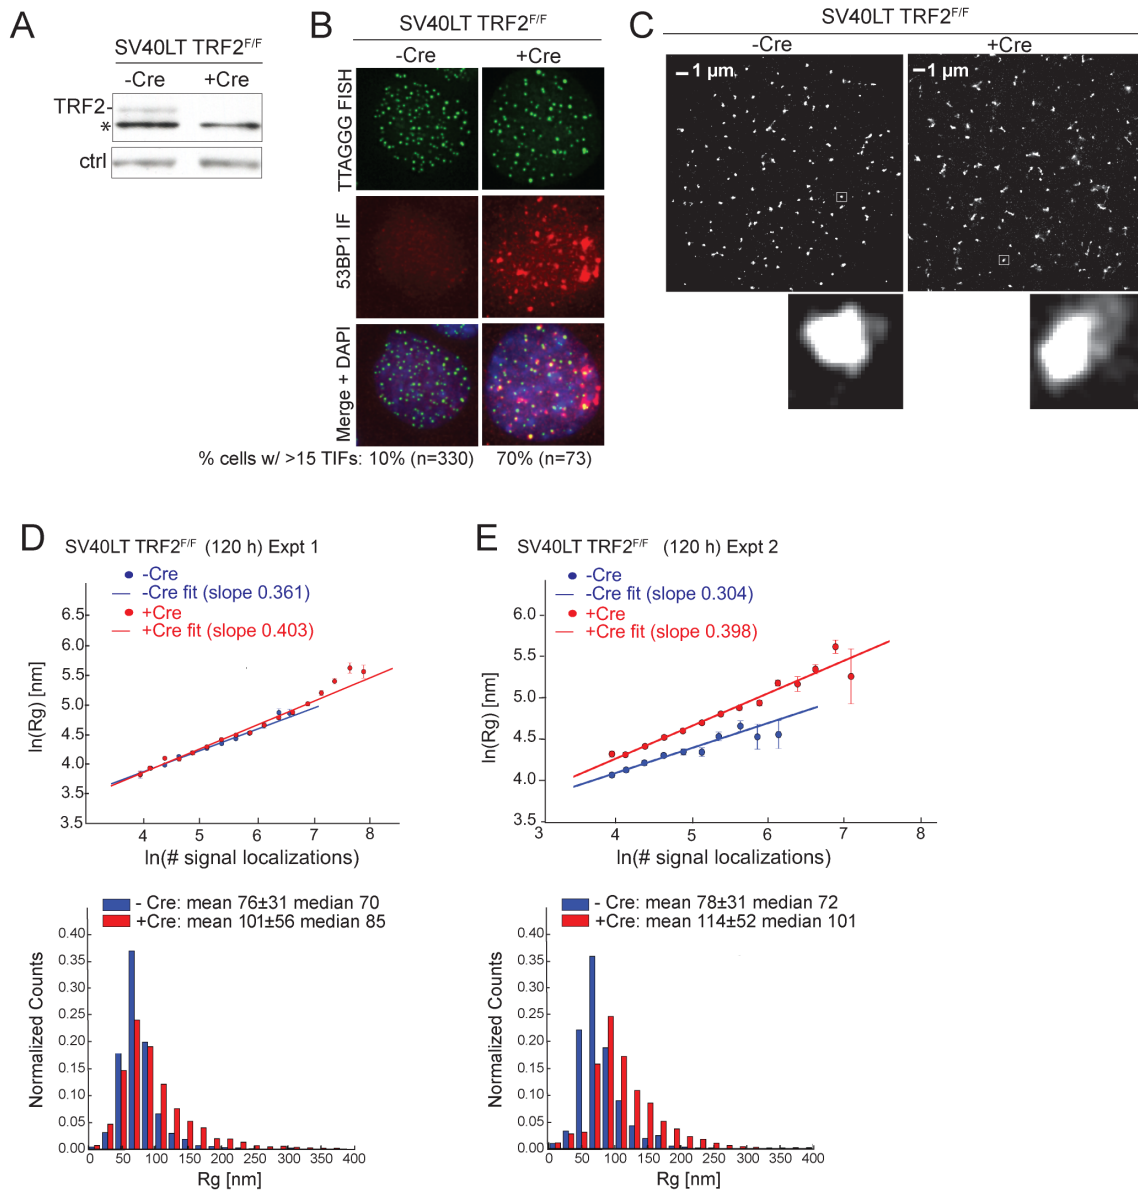 A
SV40LT TRF2F/F
-Cre +Cre
TRF2-
*
ctrl
B
SV40LT TRF2F/F
-Cre +Cre
TTAGGG FISH
53BP1 IF
Merge + DAPI
% cells w/ >15 TIFs: 10% (n=330) 70% (n=73)
C
SV40LT TRF2F/F
-Cre +Cre
1 µm 1 µm
D
SV40LT TRF2F/F (120 h) Expt 1
-Cre
-Cre fit (slope 0.361)
+Cre
+Cre fit (slope 0.403)
ln(Rg) [nm]
6.5
6.0
5.5
5.0
4.5
4.0
3.5
4 5 6 7 8
ln(# signal localizations)
- Cre: mean 76±31 median 70
+Cre: mean 101±56 median 85
Normalized Counts
0.40
0.35
0.30
0.25
0.20
0.15
0.10
0.05
0.00
0 50 100 150 200 250 300 350 400
Rg [nm]
E
SV40LT TRF2F/F (120 h) Expt 2
-Cre
-Cre fit (slope 0.304)
+Cre
+Cre fit (slope 0.398)
ln(Rg) [nm]
6.0
5.5
5.0
4.5
4.0
3.5
3 4 5 6 7 8
ln(# signal localizations)
- Cre: mean 78±31 median 72
+Cre: mean 114±52 median 101
Normalized Counts
0.40
0.35
0.30
0.25
0.20
0.15
0.10
0.05
0.00
0 50 100 150 200 250 300 350 400
Rg [nm]